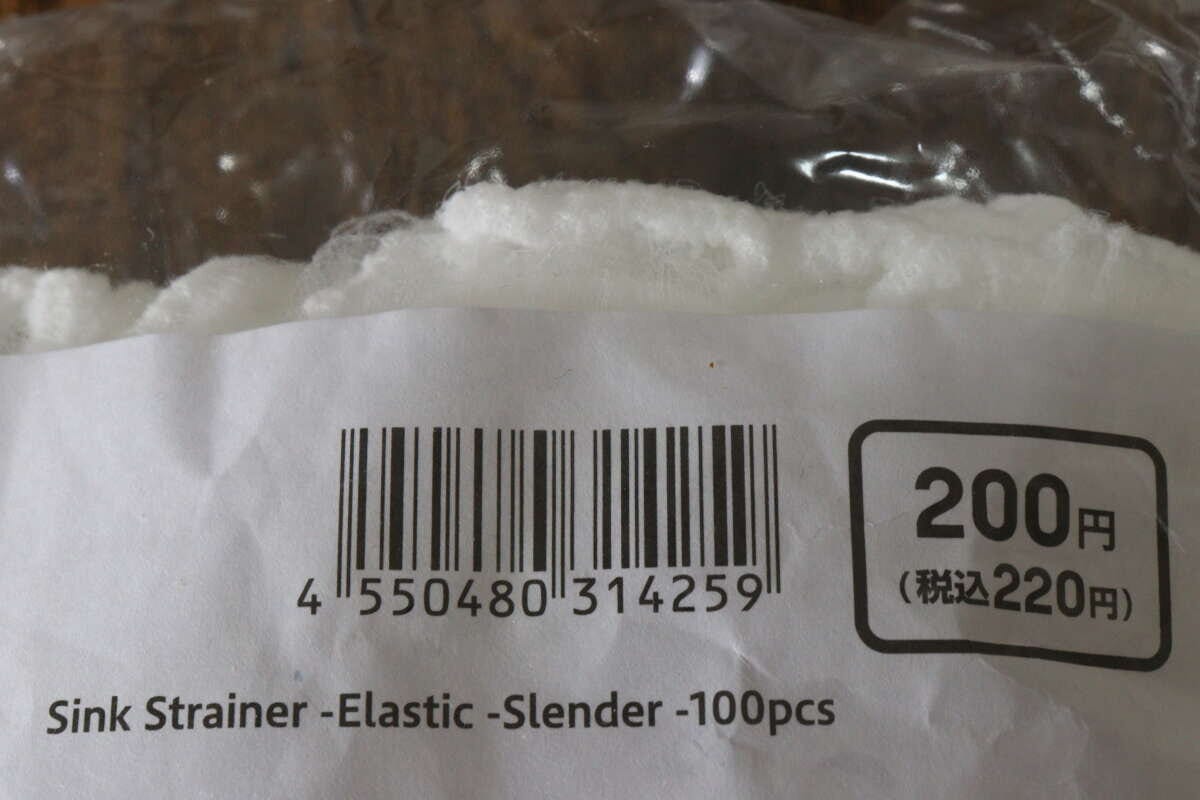 4 550480 314259
200円
(税込220円)
Sink Strainer -Elastic -Slender -100pcs